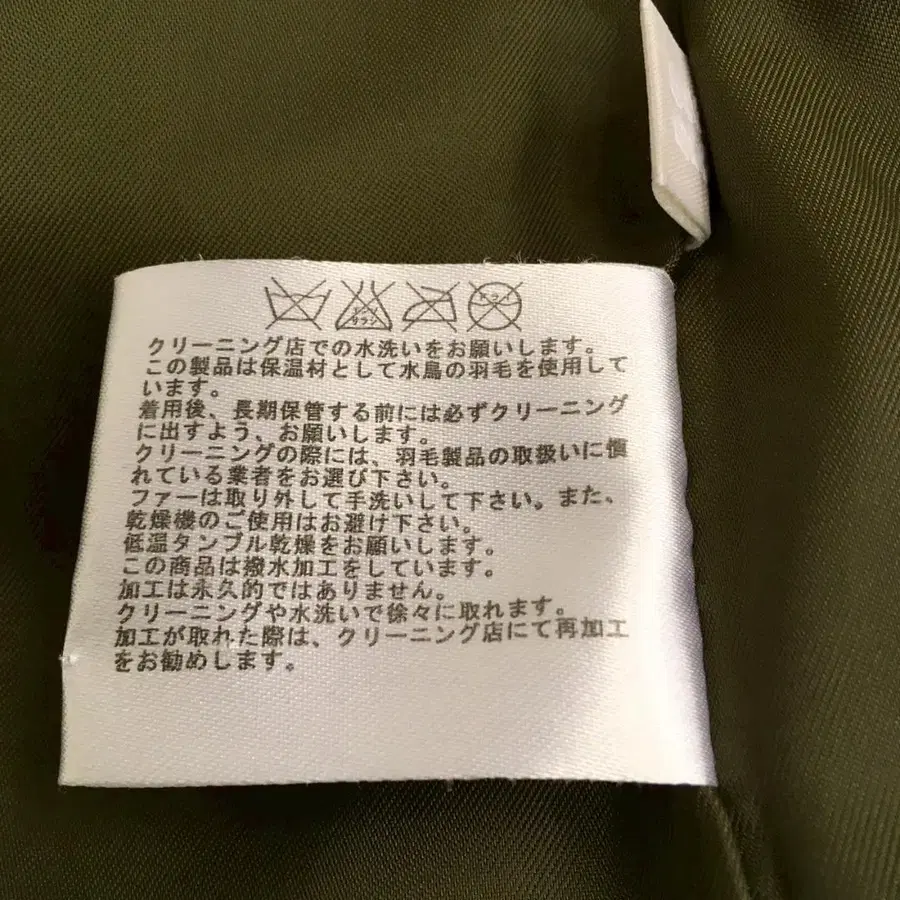 エンソ サラシ
ドライ
クリーニング店での水洗いをお願いします。
この製品は保温材として水鳥の羽毛を使用して
います。
着用後、長期保管する前には必ずクリーニング
に出すよう、お願いします。
クリーニングの際には、羽毛製品の取扱いに慣
れている業者をお選び下さい。
ファーは取り外して手洗いして下さい。また、
乾燥機のご使用はお避け下さい。
低温タンブル乾燥をお願いします。
この商品は撥水加工をしています。
加工は永久的ではありません。
クリーニングや水洗いで徐々に取れます。
加工が取れた際は、クリーニング店にて再加工
をお勧めします。